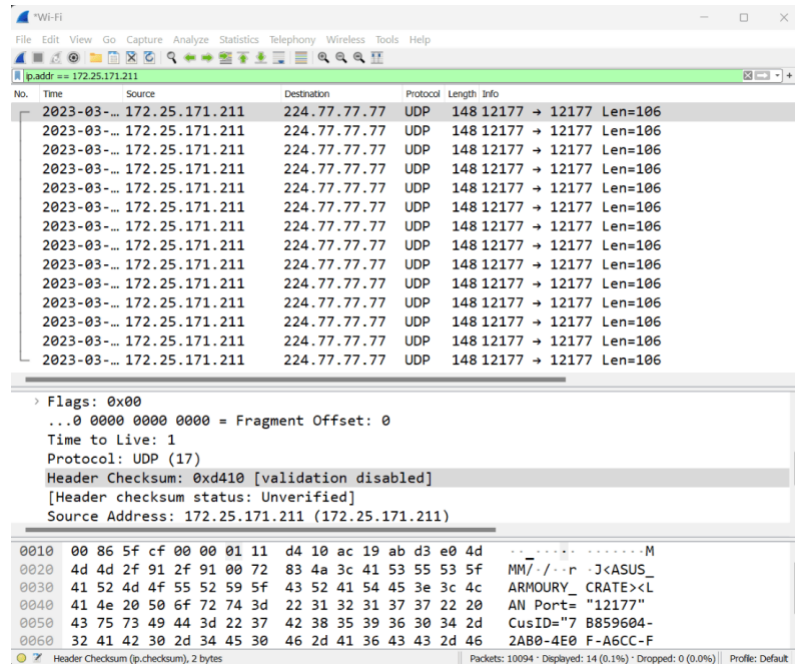 *Wi-Fi
File Edit View Go Capture Analyze Statistics Telephony Wireless Tools Help
ip.addr == 172.25.171.211
No. Time Source Destination Protocol Length Info
2023-03-… 172.25.171.211 224.77.77.77 UDP 148 12177 → 12177 Len=106
2023-03-… 172.25.171.211 224.77.77.77 UDP 148 12177 → 12177 Len=106
2023-03-… 172.25.171.211 224.77.77.77 UDP 148 12177 → 12177 Len=106
2023-03-… 172.25.171.211 224.77.77.77 UDP 148 12177 → 12177 Len=106
2023-03-… 172.25.171.211 224.77.77.77 UDP 148 12177 → 12177 Len=106
2023-03-… 172.25.171.211 224.77.77.77 UDP 148 12177 → 12177 Len=106
2023-03-… 172.25.171.211 224.77.77.77 UDP 148 12177 → 12177 Len=106
2023-03-… 172.25.171.211 224.77.77.77 UDP 148 12177 → 12177 Len=106
2023-03-… 172.25.171.211 224.77.77.77 UDP 148 12177 → 12177 Len=106
2023-03-… 172.25.171.211 224.77.77.77 UDP 148 12177 → 12177 Len=106
2023-03-… 172.25.171.211 224.77.77.77 UDP 148 12177 → 12177 Len=106
2023-03-… 172.25.171.211 224.77.77.77 UDP 148 12177 → 12177 Len=106
2023-03-… 172.25.171.211 224.77.77.77 UDP 148 12177 → 12177 Len=106
2023-03-… 172.25.171.211 224.77.77.77 UDP 148 12177 → 12177 Len=106
Flags: 0x00
...0 0000 0000 0000 = Fragment Offset: 0
Time to Live: 1
Protocol: UDP (17)
Header Checksum: 0xd410 [validation disabled]
[Header checksum status: Unverified]
Source Address: 172.25.171.211 (172.25.171.211)
0010 00 86 5f cf 00 00 01 11 d4 10 ac 19 ab d3 e0 4d ··_····· ·······M
0020 4d 4d 2f 91 2f 91 00 72 83 4a 3c 41 53 55 53 5f MM/·/··r ·J<ASUS_
0030 41 52 4d 4f 55 52 59 5f 43 52 41 54 45 3e 3c 4c ARMOURY_ CRATE><L
0040 41 4e 20 50 6f 72 74 3d 22 31 32 31 37 37 22 20 AN Port= "12177"
0050 43 75 73 49 44 3d 22 37 42 38 35 39 36 30 34 2d CusID="7 B859604-
0060 32 41 42 30 2d 34 45 30 46 2d 41 36 43 43 2d 46 2AB0-4E0 F-A6CC-F
Header Checksum (ip.checksum), 2 bytes Packets: 10094 · Displayed: 14 (0.1%) · Dropped: 0 (0.0%) Profile: Default